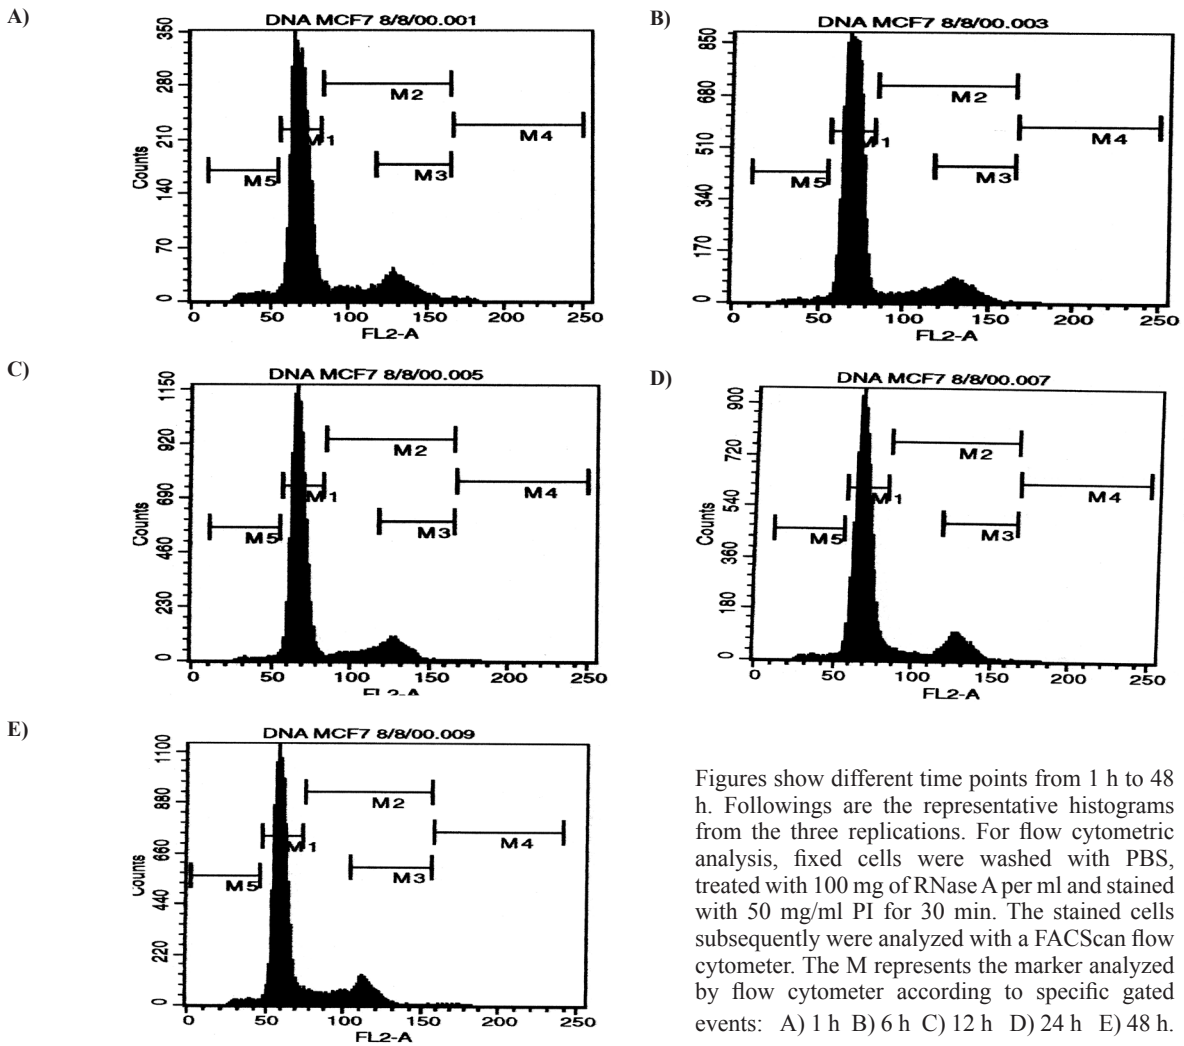 A)
DNA MCF7 8/8/00.001
Counts
350
280
210
140
70
0
M2
M1
M4
M5
M3
0 50 100 150 200 250
FL2-A
B)
DNA MCF7 8/8/00.003
Counts
850
680
510
340
170
0
M2
M1
M4
M5
M3
0 50 100 150 200 250
FL2-A
C)
DNA MCF7 8/8/00.005
Counts
1150
920
690
460
230
0
M2
M1
M4
M5
M3
0 50 100 150 200 250
FL2-A
D)
DNA MCF7 8/8/00.007
Counts
900
720
540
360
180
0
M2
M1
M4
M5
M3
0 50 100 150 200 250
FL2-A
E)
DNA MCF7 8/8/00.009
Counts
1100
880
660
440
220
0
M2
M1
M4
M5
M3
0 50 100 150 200 250
FL2-A
Figures show different time points from 1 h to 48
h. Followings are the representative histograms
from the three replications. For flow cytometric
analysis, fixed cells were washed with PBS,
treated with 100 mg of RNase A per ml and stained
with 50 mg/ml PI for 30 min. The stained cells
subsequently were analyzed with a FACScan flow
cytometer. The M represents the marker analyzed
by flow cytometer according to specific gated
events: A) 1 h B) 6 h C) 12 h D) 24 h E) 48 h.